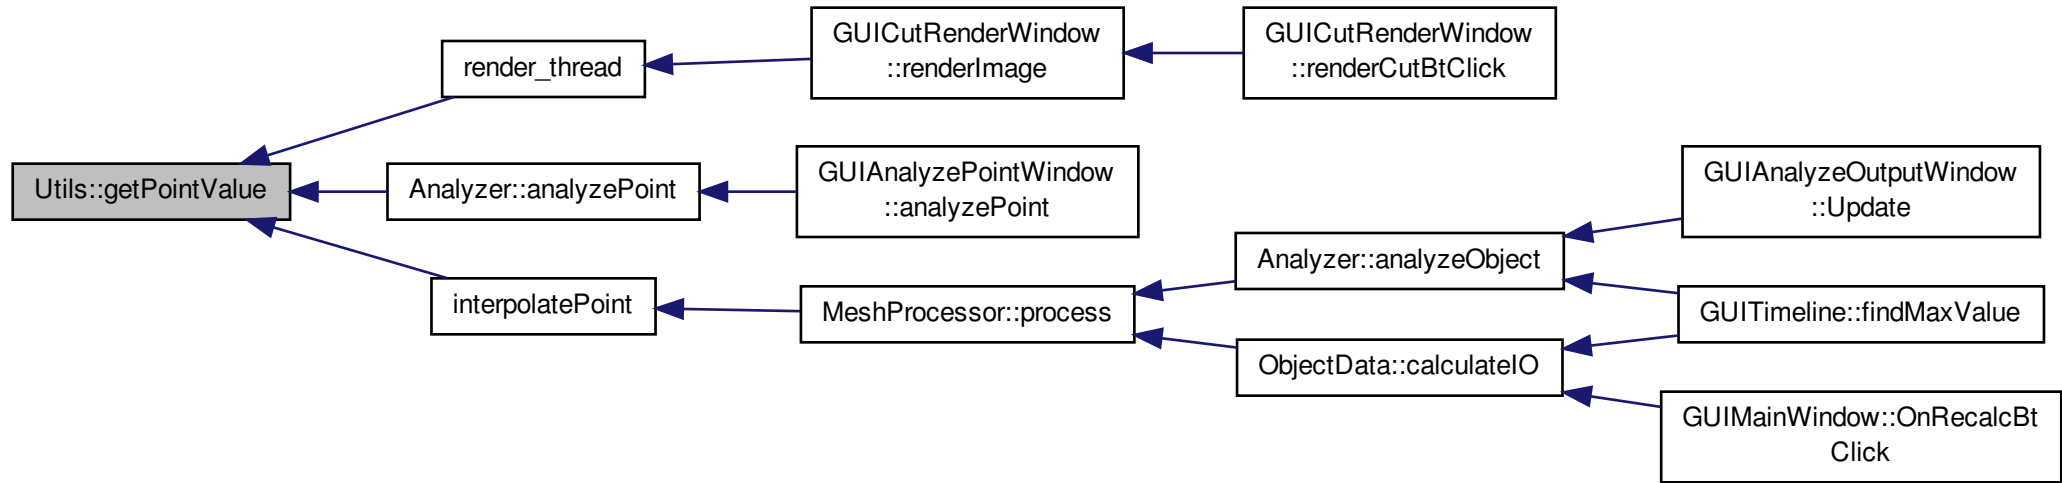 GUICutRenderWindow
::renderImage
GUICutRenderWindow
::renderCutBtClick
render_thread
Utils::getPointValue
Analyzer::analyzePoint
GUIAnalyzePointWindow
::analyzePoint
GUIAnalyzeOutputWindow
::Update
interpolatePoint
MeshProcessor::process
Analyzer::analyzeObject
GUITimeline::findMaxValue
ObjectData::calculateIO
GUIMainWindow::OnRecalcBt
Click